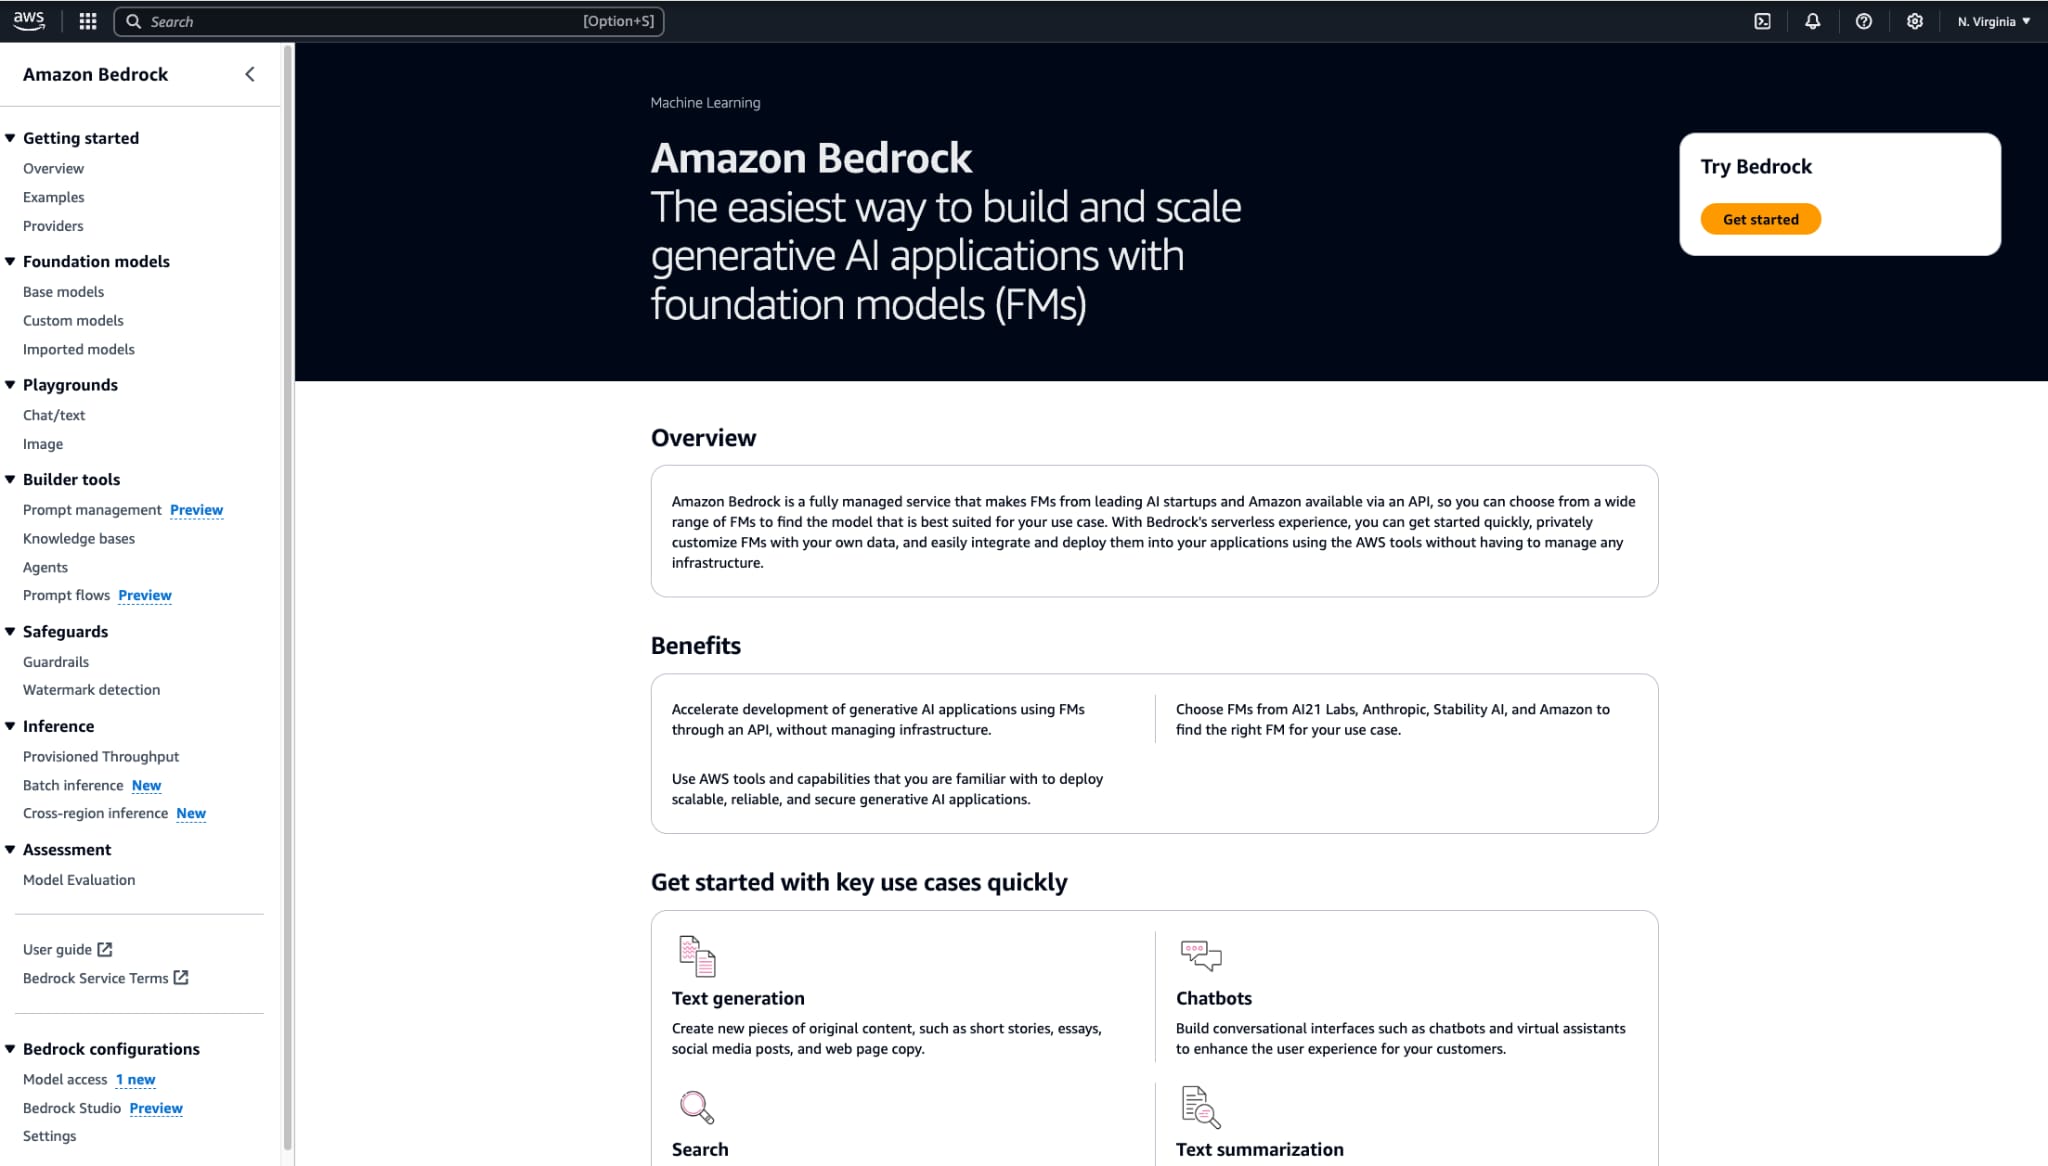 aws
Search [Option+S]
N. Virginia
Amazon Bedrock
Getting started
Overview
Examples
Providers
Foundation models
Base models
Custom models
Imported models
Playgrounds
Chat/text
Image
Builder tools
Prompt management Preview
Knowledge bases
Agents
Prompt flows Preview
Safeguards
Guardrails
Watermark detection
Inference
Provisioned Throughput
Batch inference New
Cross-region inference New
Assessment
Model Evaluation
User guide
Bedrock Service Terms
Bedrock configurations
Model access 1 new
Bedrock Studio Preview
Settings
Machine Learning
Amazon Bedrock
The easiest way to build and scale
generative AI applications with
foundation models (FMs)
Try Bedrock
Get started
Overview
Amazon Bedrock is a fully managed service that makes FMs from leading AI startups and Amazon available via an API, so you can choose from a wide
range of FMs to find the model that is best suited for your use case. With Bedrock's serverless experience, you can get started quickly, privately
customize FMs with your own data, and easily integrate and deploy them into your applications using the AWS tools without having to manage any
infrastructure.
Benefits
Accelerate development of generative AI applications using FMs
through an API, without managing infrastructure.
Choose FMs from AI21 Labs, Anthropic, Stability AI, and Amazon to
find the right FM for your use case.
Use AWS tools and capabilities that you are familiar with to deploy
scalable, reliable, and secure generative AI applications.
Get started with key use cases quickly
Text generation
Create new pieces of original content, such as short stories, essays,
social media posts, and web page copy.
Chatbots
Build conversational interfaces such as chatbots and virtual assistants
to enhance the user experience for your customers.
Search
Text summarization